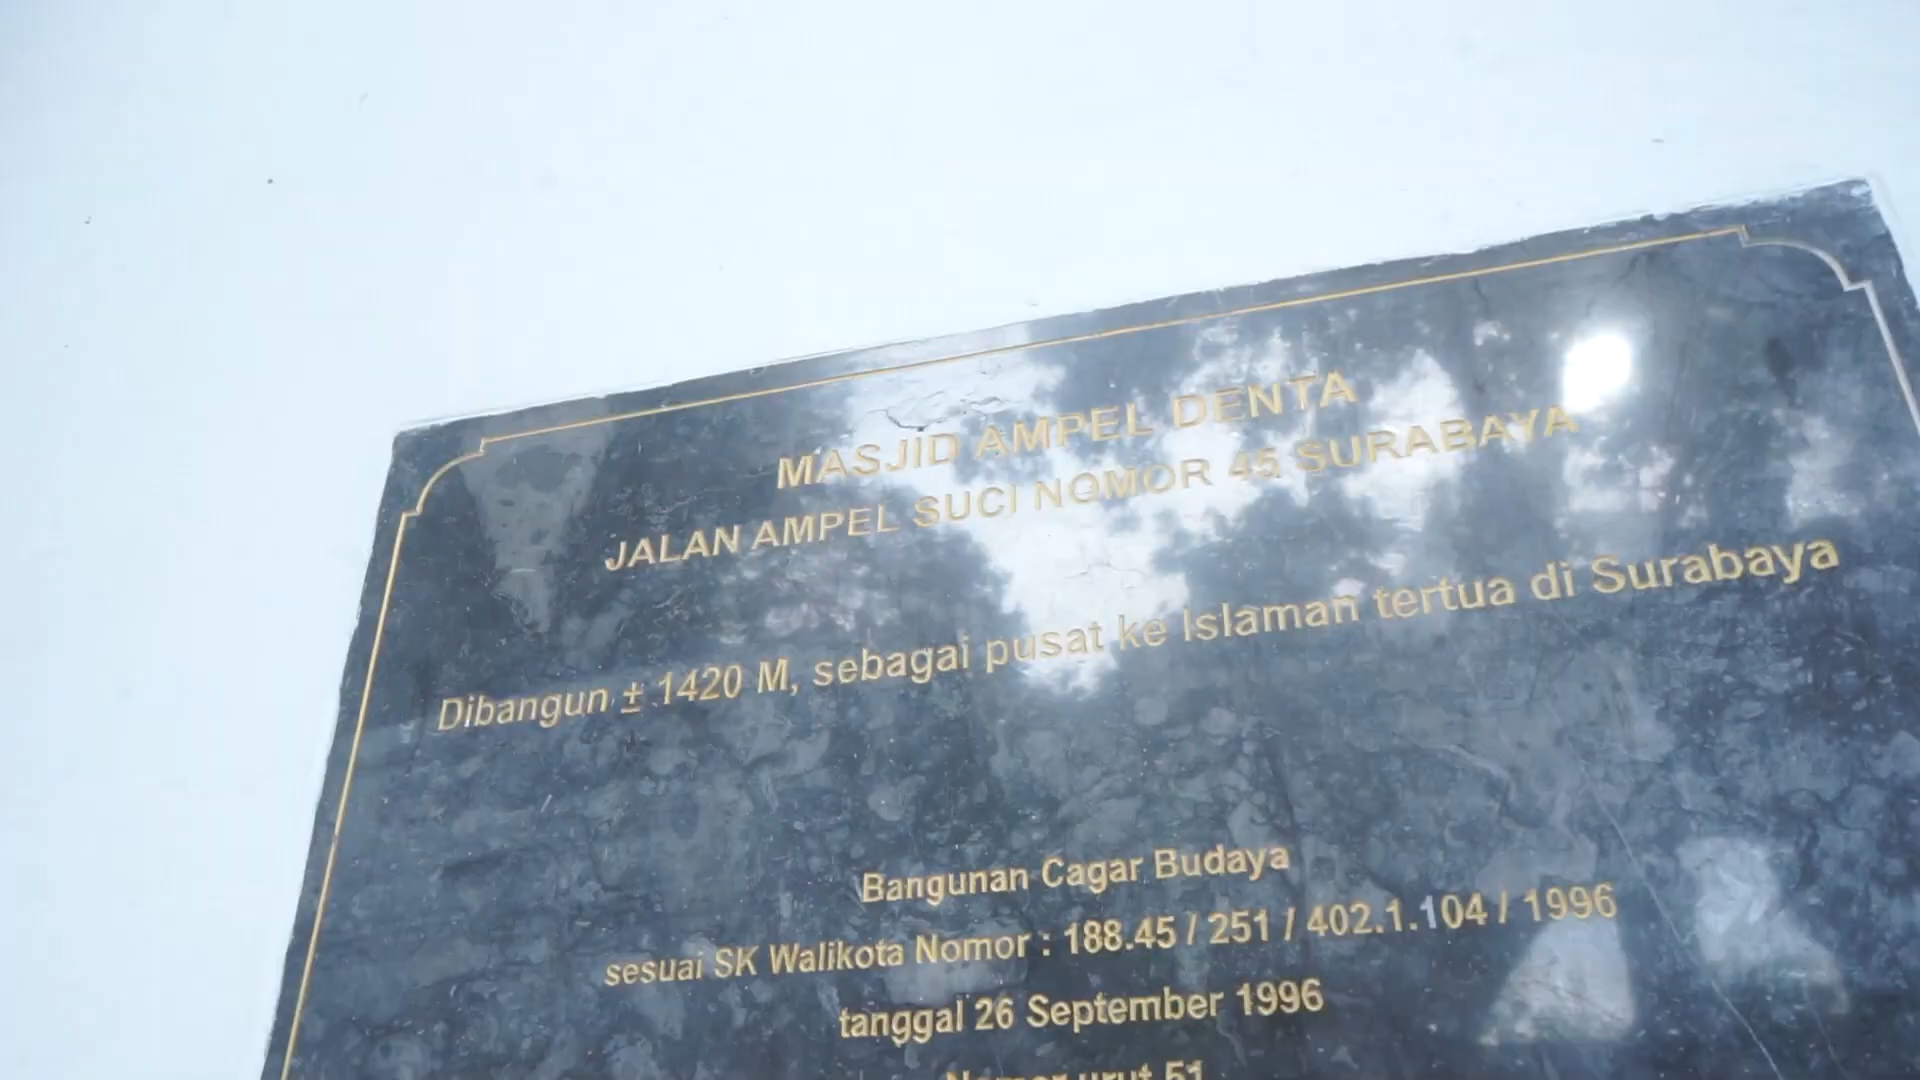 MASJID AMPEL DENTA
JALAN AMPEL SUCI NOMOR 45 SURABAYA
Dibangun ± 1420 M, sebagai pusat ke Islaman tertua di Surabaya
Bangunan Cagar Budaya
sesuai SK Walikota Nomor : 188.45 / 251 / 402.1.104 / 1996
tanggal 26 September 1996
Nomor urut 51